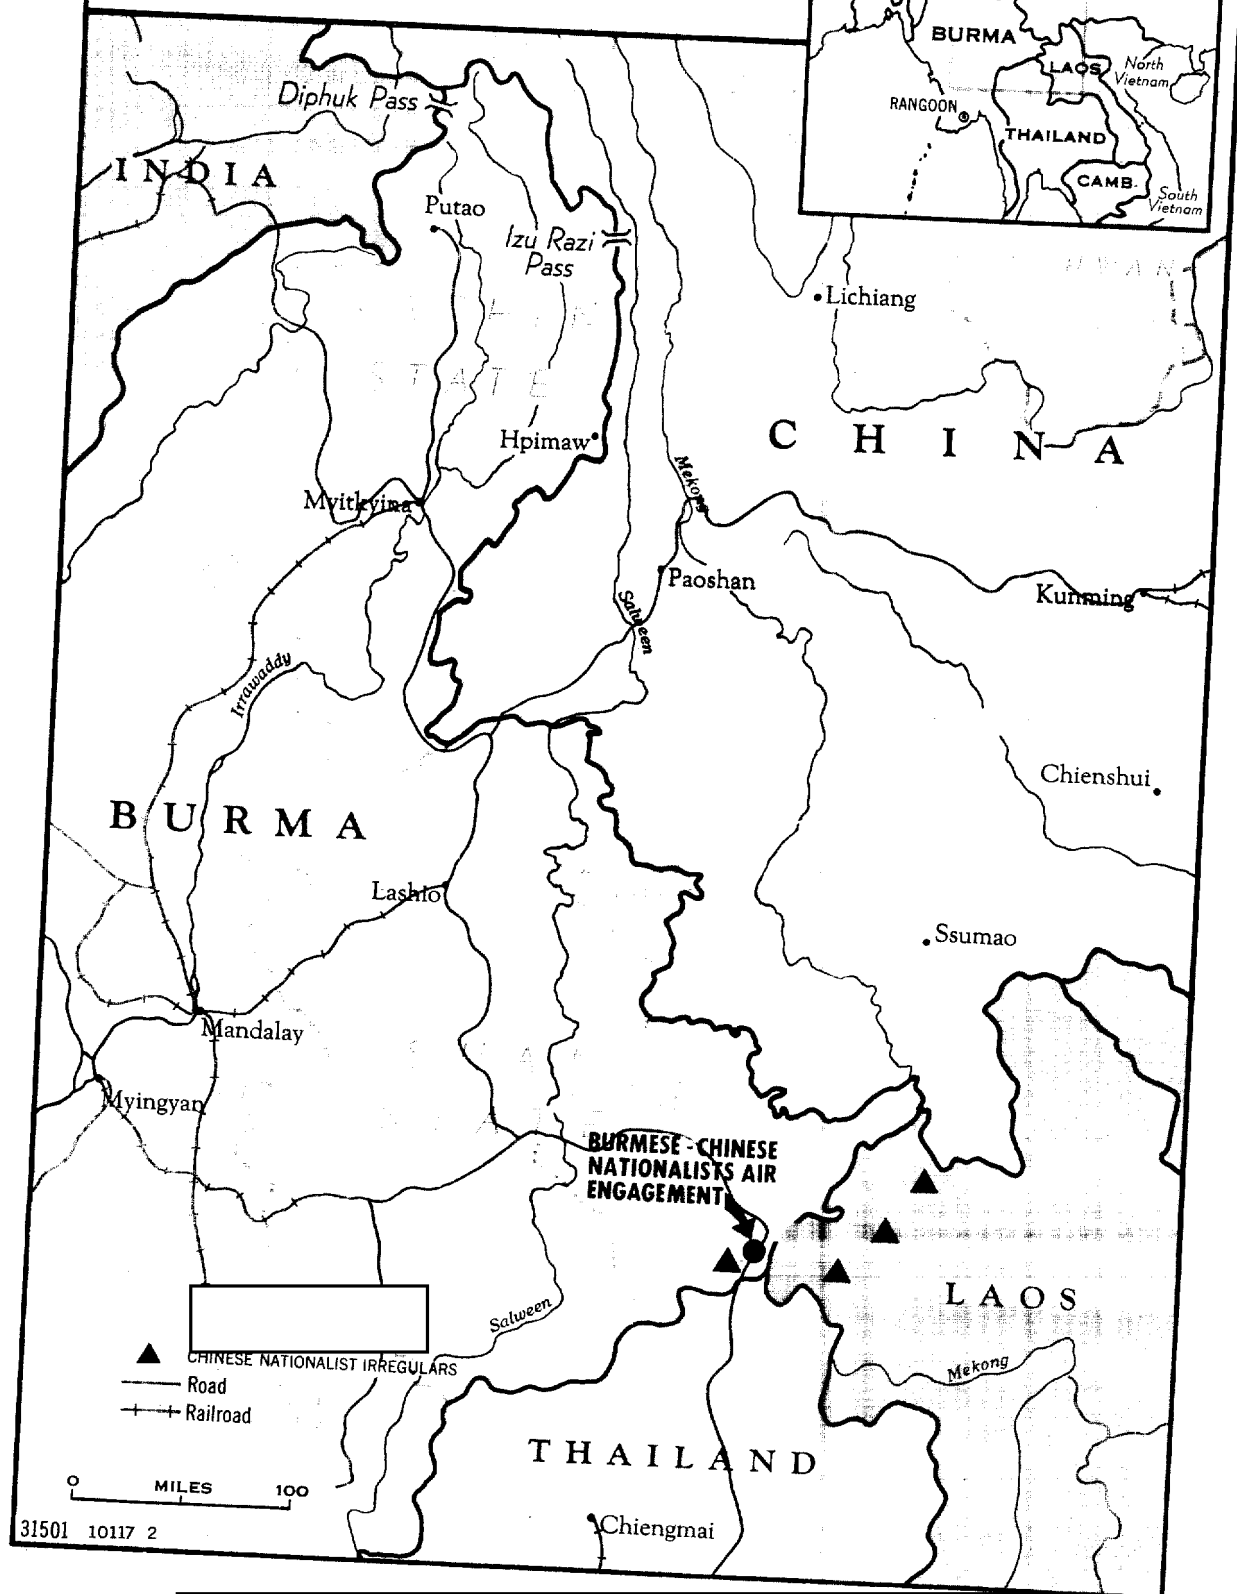 BURMA
LAOS
North
Vietnam
RANGOON
THAILAND
CAMB.
South
Vietnam
Diphuk Pass
INDIA
Putao
Izu Razi
Pass
Lichiang
STATE
Hpimaw
CHINA
Myitkyina
Mekong
Paoshan
Kunming
Salween
Irrawaddy
Chienshui
BURMA
Lashio
Ssumao
Mandalay
Myingyan
BURMESE-CHINESE
NATIONALISTS AIR
ENGAGEMENT
LAOS
Salween
CHINESE NATIONALIST IRREGULARS
Mekong
Road
Railroad
THAILAND
0 MILES 100
Chiengmai
31501 10117 2